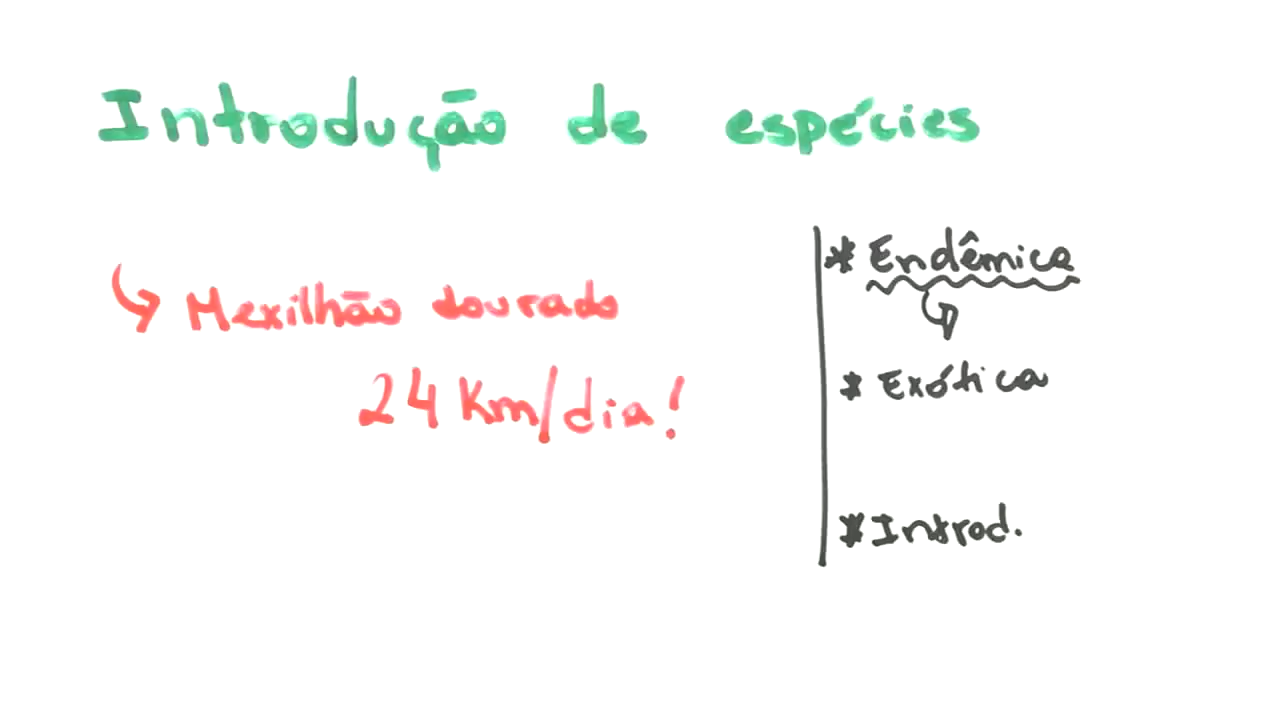 Introdução de espécies
Mexilhão dourado
24 Km/dia!
* Endêmica
* Exótica
* Introd.